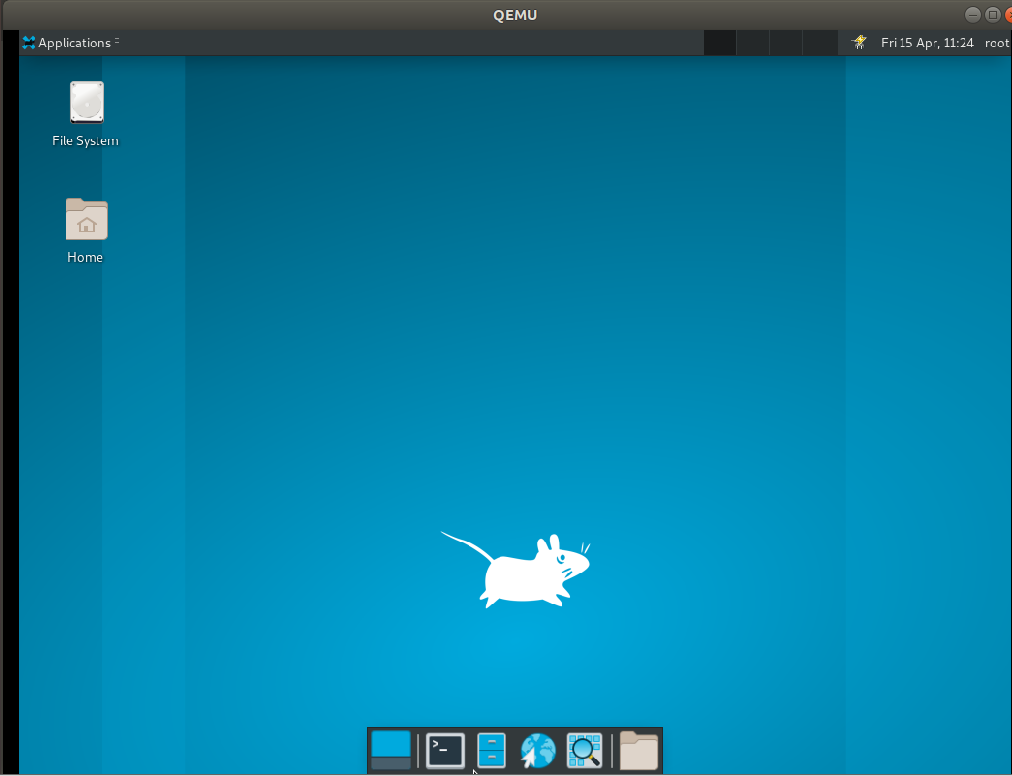 QEMU
Applications
Fri 15 Apr, 11:24 root
File System
Home
>_